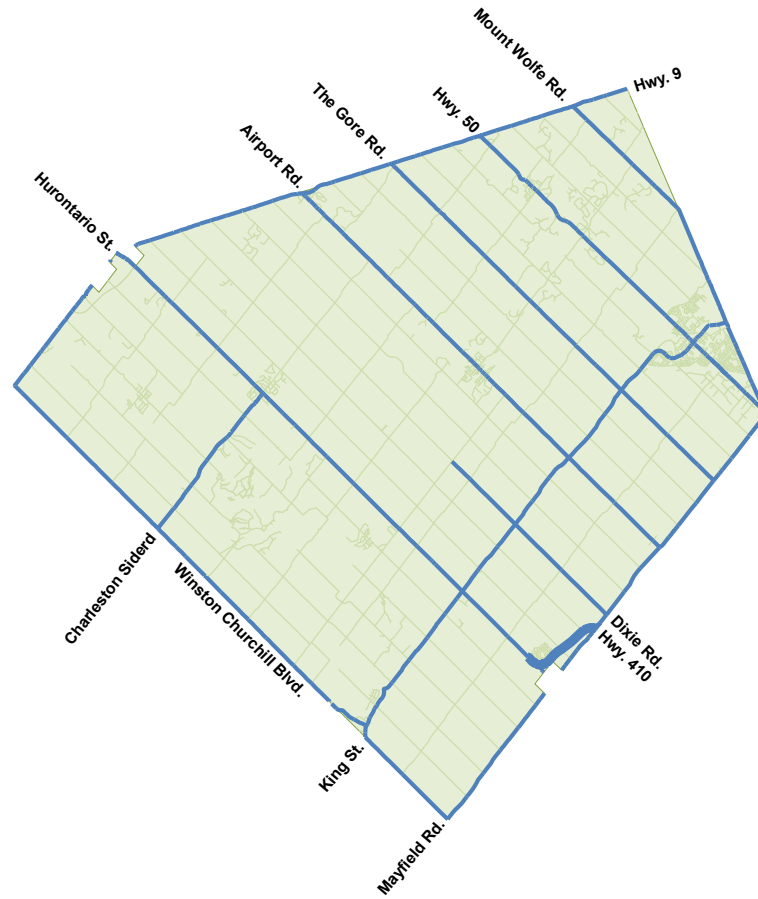 Mount Wolfe Rd.
Hwy. 9
Hwy. 50
The Gore Rd.
Airport Rd.
Hurontario St.
Charleston Siderd
Winston Churchill Blvd.
Dixie Rd.
Hwy. 410
King St.
Mayfield Rd.